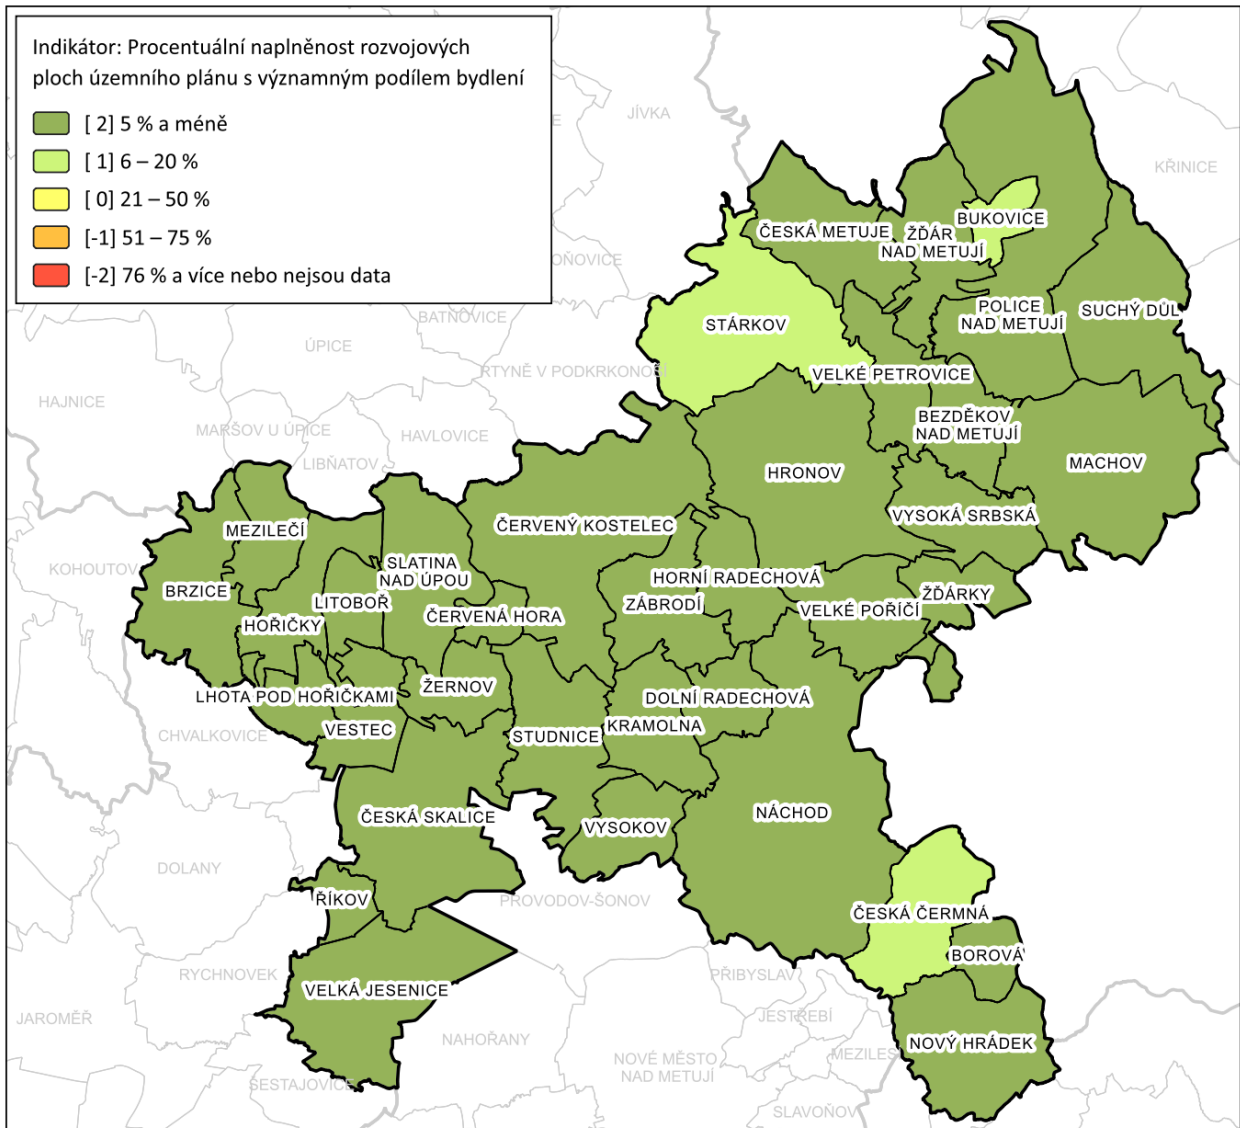 Indikátor: Procentuální naplněnost rozvojových
ploch územního plánu s významným podílem bydlení
[ 2] 5 % a méně
[ 1] 6 – 20 %
[ 0] 21 – 50 %
[-1] 51 – 75 %
[-2] 76 % a více nebo nejsou data
JÍVKA
KŘINICE
BUKOVICE
ČESKÁ METUJE
ŽĎÁR
NAD METUJÍ
OŇOVICE
POLICE
NAD METUJÍ
SUCHÝ DŮL
BATŇOVICE
STÁRKOV
ÚPICE
RTYNĚ V PODKRKONOŠÍ
VELKÉ PETROVICE
HAJNICE
BEZDĚKOV
NAD METUJÍ
MARŠOV U ÚPICE
HAVLOVICE
LIBŇATOV
HRONOV
MACHOV
VYSOKÁ SRBSKÁ
ČERVENÝ KOSTELEC
MEZILEČÍ
KOHOUTOV
SLATINA
NAD ÚPOU
HORNÍ RADECHOVÁ
BRZICE
LITOBOŘ
ZÁBRODÍ
VELKÉ POŘÍČÍ
ŽĎÁRKY
ČERVENÁ HORA
HOŘIČKY
LHOTA POD HOŘIČKAMI
ŽERNOV
DOLNÍ RADECHOVÁ
KRAMOLNA
VESTEC
STUDNICE
CHVALKOVICE
ČESKÁ SKALICE
VYSOKOV
NÁCHOD
DOLANY
ŘÍKOV
PROVODOV-ŠONOV
ČESKÁ ČERMNÁ
BOROVÁ
RYCHNOVEK
PŘIBYSLAV
VELKÁ JESENICE
JAROMĚŘ
JESTŘEBÍ
NAHOŘANY
NOVÝ HRÁDEK
MEZILES
NOVÉ MĚSTO
NAD METUJÍ
ŠESTAJOVICE
SLAVOŇOV